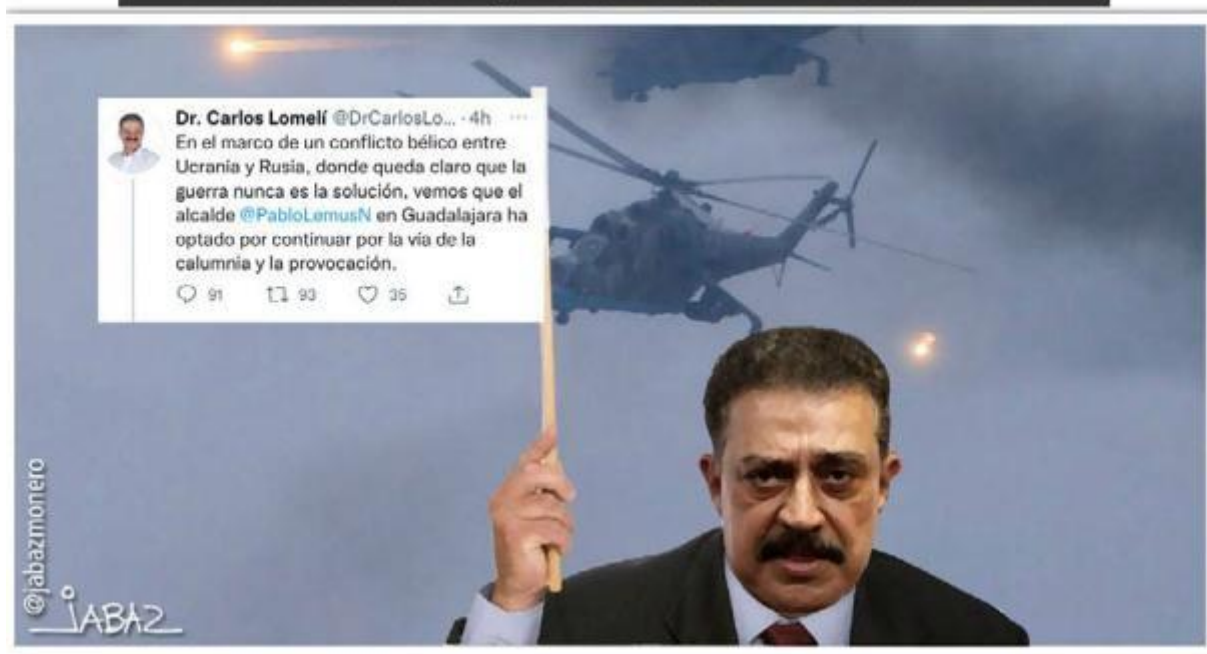 Dr. Carlos Lomelí @DrCarlosLo... · 4h
En el marco de un conflicto bélico entre
Ucrania y Rusia, donde queda claro que la
guerra nunca es la solución, vemos que el
alcalde @PabloLemusN en Guadalajara ha
optado por continuar por la vía de la
calumnia y la provocación.
91 93 35
@jabazmonero
JABAZ